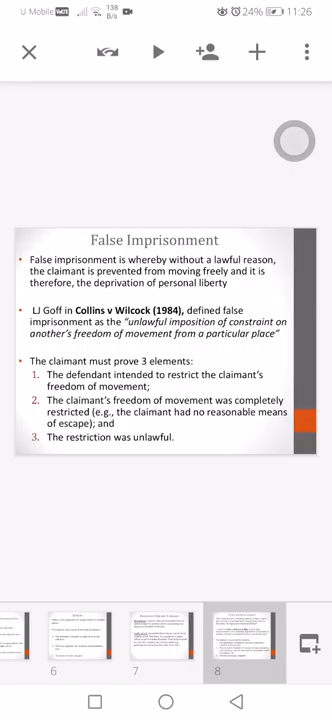 U Mobile VoLTE 138 B/s 24% 11:26
False Imprisonment
• False imprisonment is whereby without a lawful reason,
the claimant is prevented from moving freely and it is
therefore, the deprivation of personal liberty
• LJ Goff in Collins v Wilcock (1984), defined false
imprisonment as the "unlawful imposition of constraint on
another's freedom of movement from a particular place"
• The claimant must prove 3 elements:
1. The defendant intended to restrict the claimant's
freedom of movement;
2. The claimant's freedom of movement was completely
restricted (e.g., the claimant had no reasonable means
of escape); and
3. The restriction was unlawful.
6
7
8